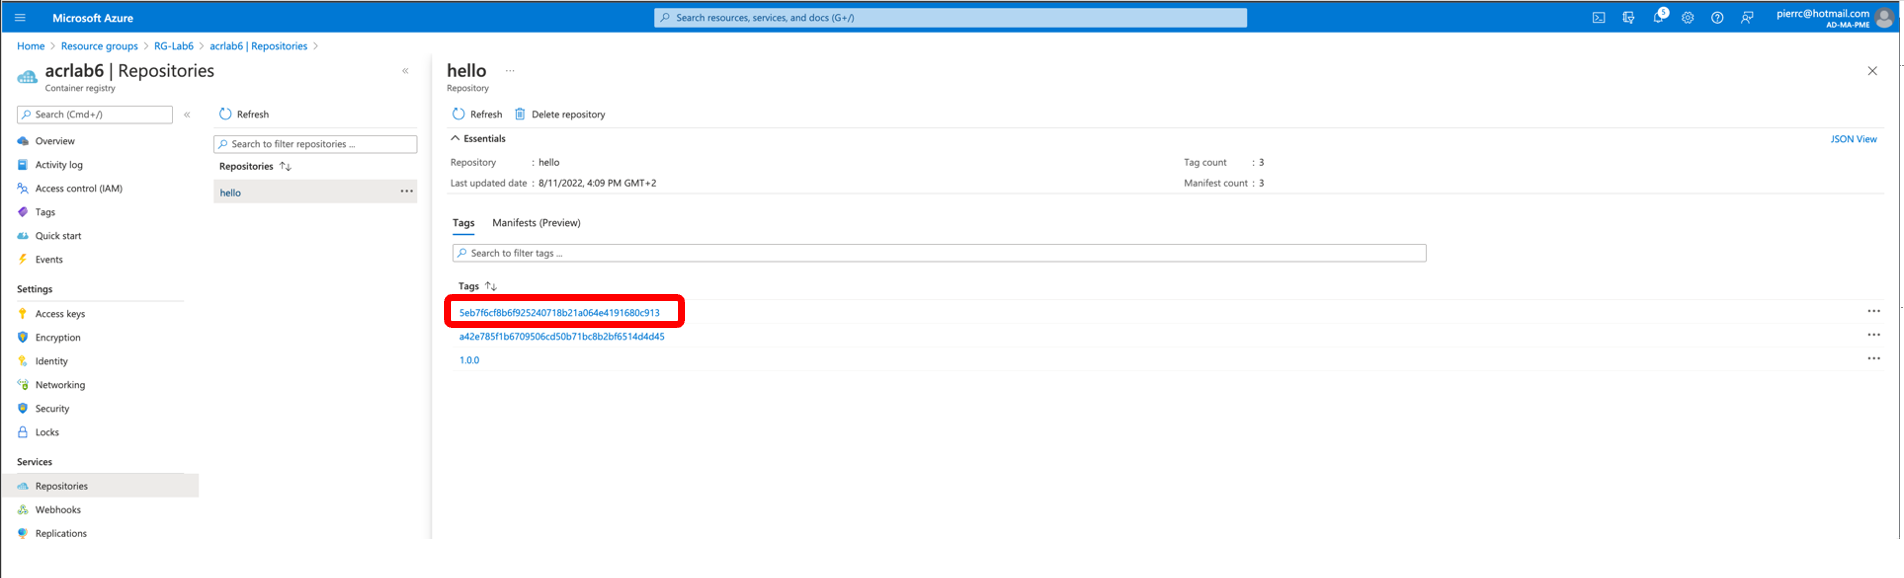 Microsoft Azure
Search resources, services, and docs (G+/)
5
pierrc@hotmail.com
AD-MA-PME
Home > Resource groups > RG-Lab6 > acrlab6 | Repositories >
acrlab6 | Repositories
Container registry
«
Search (Cmd+/)
«
Overview
Activity log
Access control (IAM)
Tags
Quick start
Events
Settings
Access keys
Encryption
Identity
Networking
Security
Locks
Services
Repositories
Webhooks
Replications
Refresh
Search to filter repositories ...
Repositories ↑↓
hello ...
hello ...
Repository
Refresh Delete repository
Essentials
JSON View
Repository : hello
Tag count : 3
Last updated date : 8/11/2022, 4:09 PM GMT+2
Manifest count : 3
Tags Manifests (Preview)
Search to filter tags ...
Tags ↑↓
5eb7f6cf8b6f925240718b21a064e4191680c913 ...
a42e785f1b6709506cd50b71bc8b2bf6514d4d45 ...
1.0.0 ...